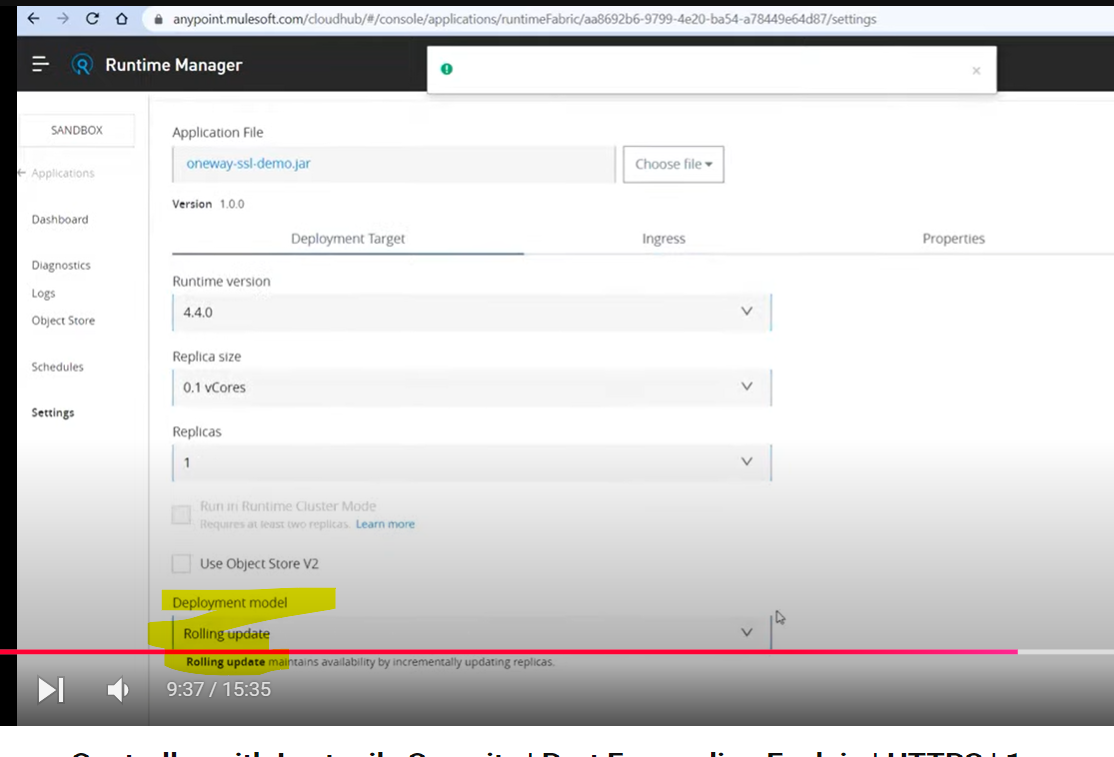 anypoint.mulesoft.com/cloudhub/#/console/applications/runtimeFabric/aa8692b6-9799-4e20-ba54-a78449e64d87/settings
Runtime Manager
SANDBOX
Applications
Dashboard
Diagnostics
Logs
Object Store
Schedules
Settings
Application File
oneway-ssl-demo.jar
Choose file
Version 1.0.0
Deployment Target
Ingress
Properties
Runtime version
4.4.0
Replica size
0.1 vCores
Replicas
1
Run in Runtime Cluster Mode
Requires at least two replicas. Learn more
Use Object Store V2
Deployment model
Rolling update
Rolling update maintains availability by incrementally updating replicas.
9:37 / 15:35